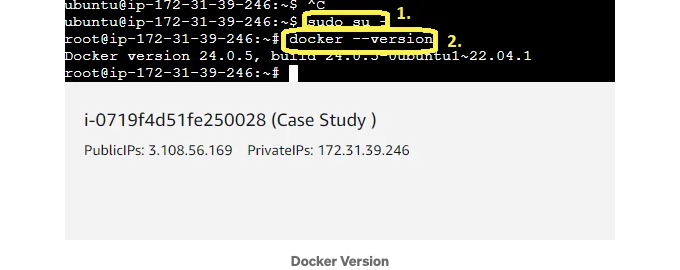 ubuntu@ip-172-31-39-246:~$ ^C
ubuntu@ip-172-31-39-246:~$ sudo su - 1.
root@ip-172-31-39-246:~# docker --version 2.
Docker version 24.0.5, build 24.0.5-0ubuntu1~22.04.1
root@ip-172-31-39-246:~#
i-0719f4d51fe250028 (Case Study )
PublicIPs: 3.108.56.169 PrivateIPs: 172.31.39.246
Docker Version